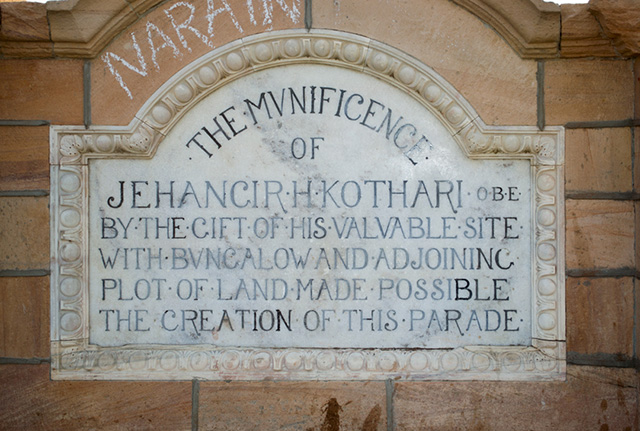 NARAIN
·THE·MVNIFICENCE·
OF
JEHANGIR·H·KOTHARI·O·B·E·
BY·THE·GIFT·OF·HIS·VALVABLE·SITE·
WITH·BVNGALOW·AND·ADJOINING
PLOT·OF·LAND·MADE·POSSIBLE
THE·CREATION·OF·THIS·PARADE·